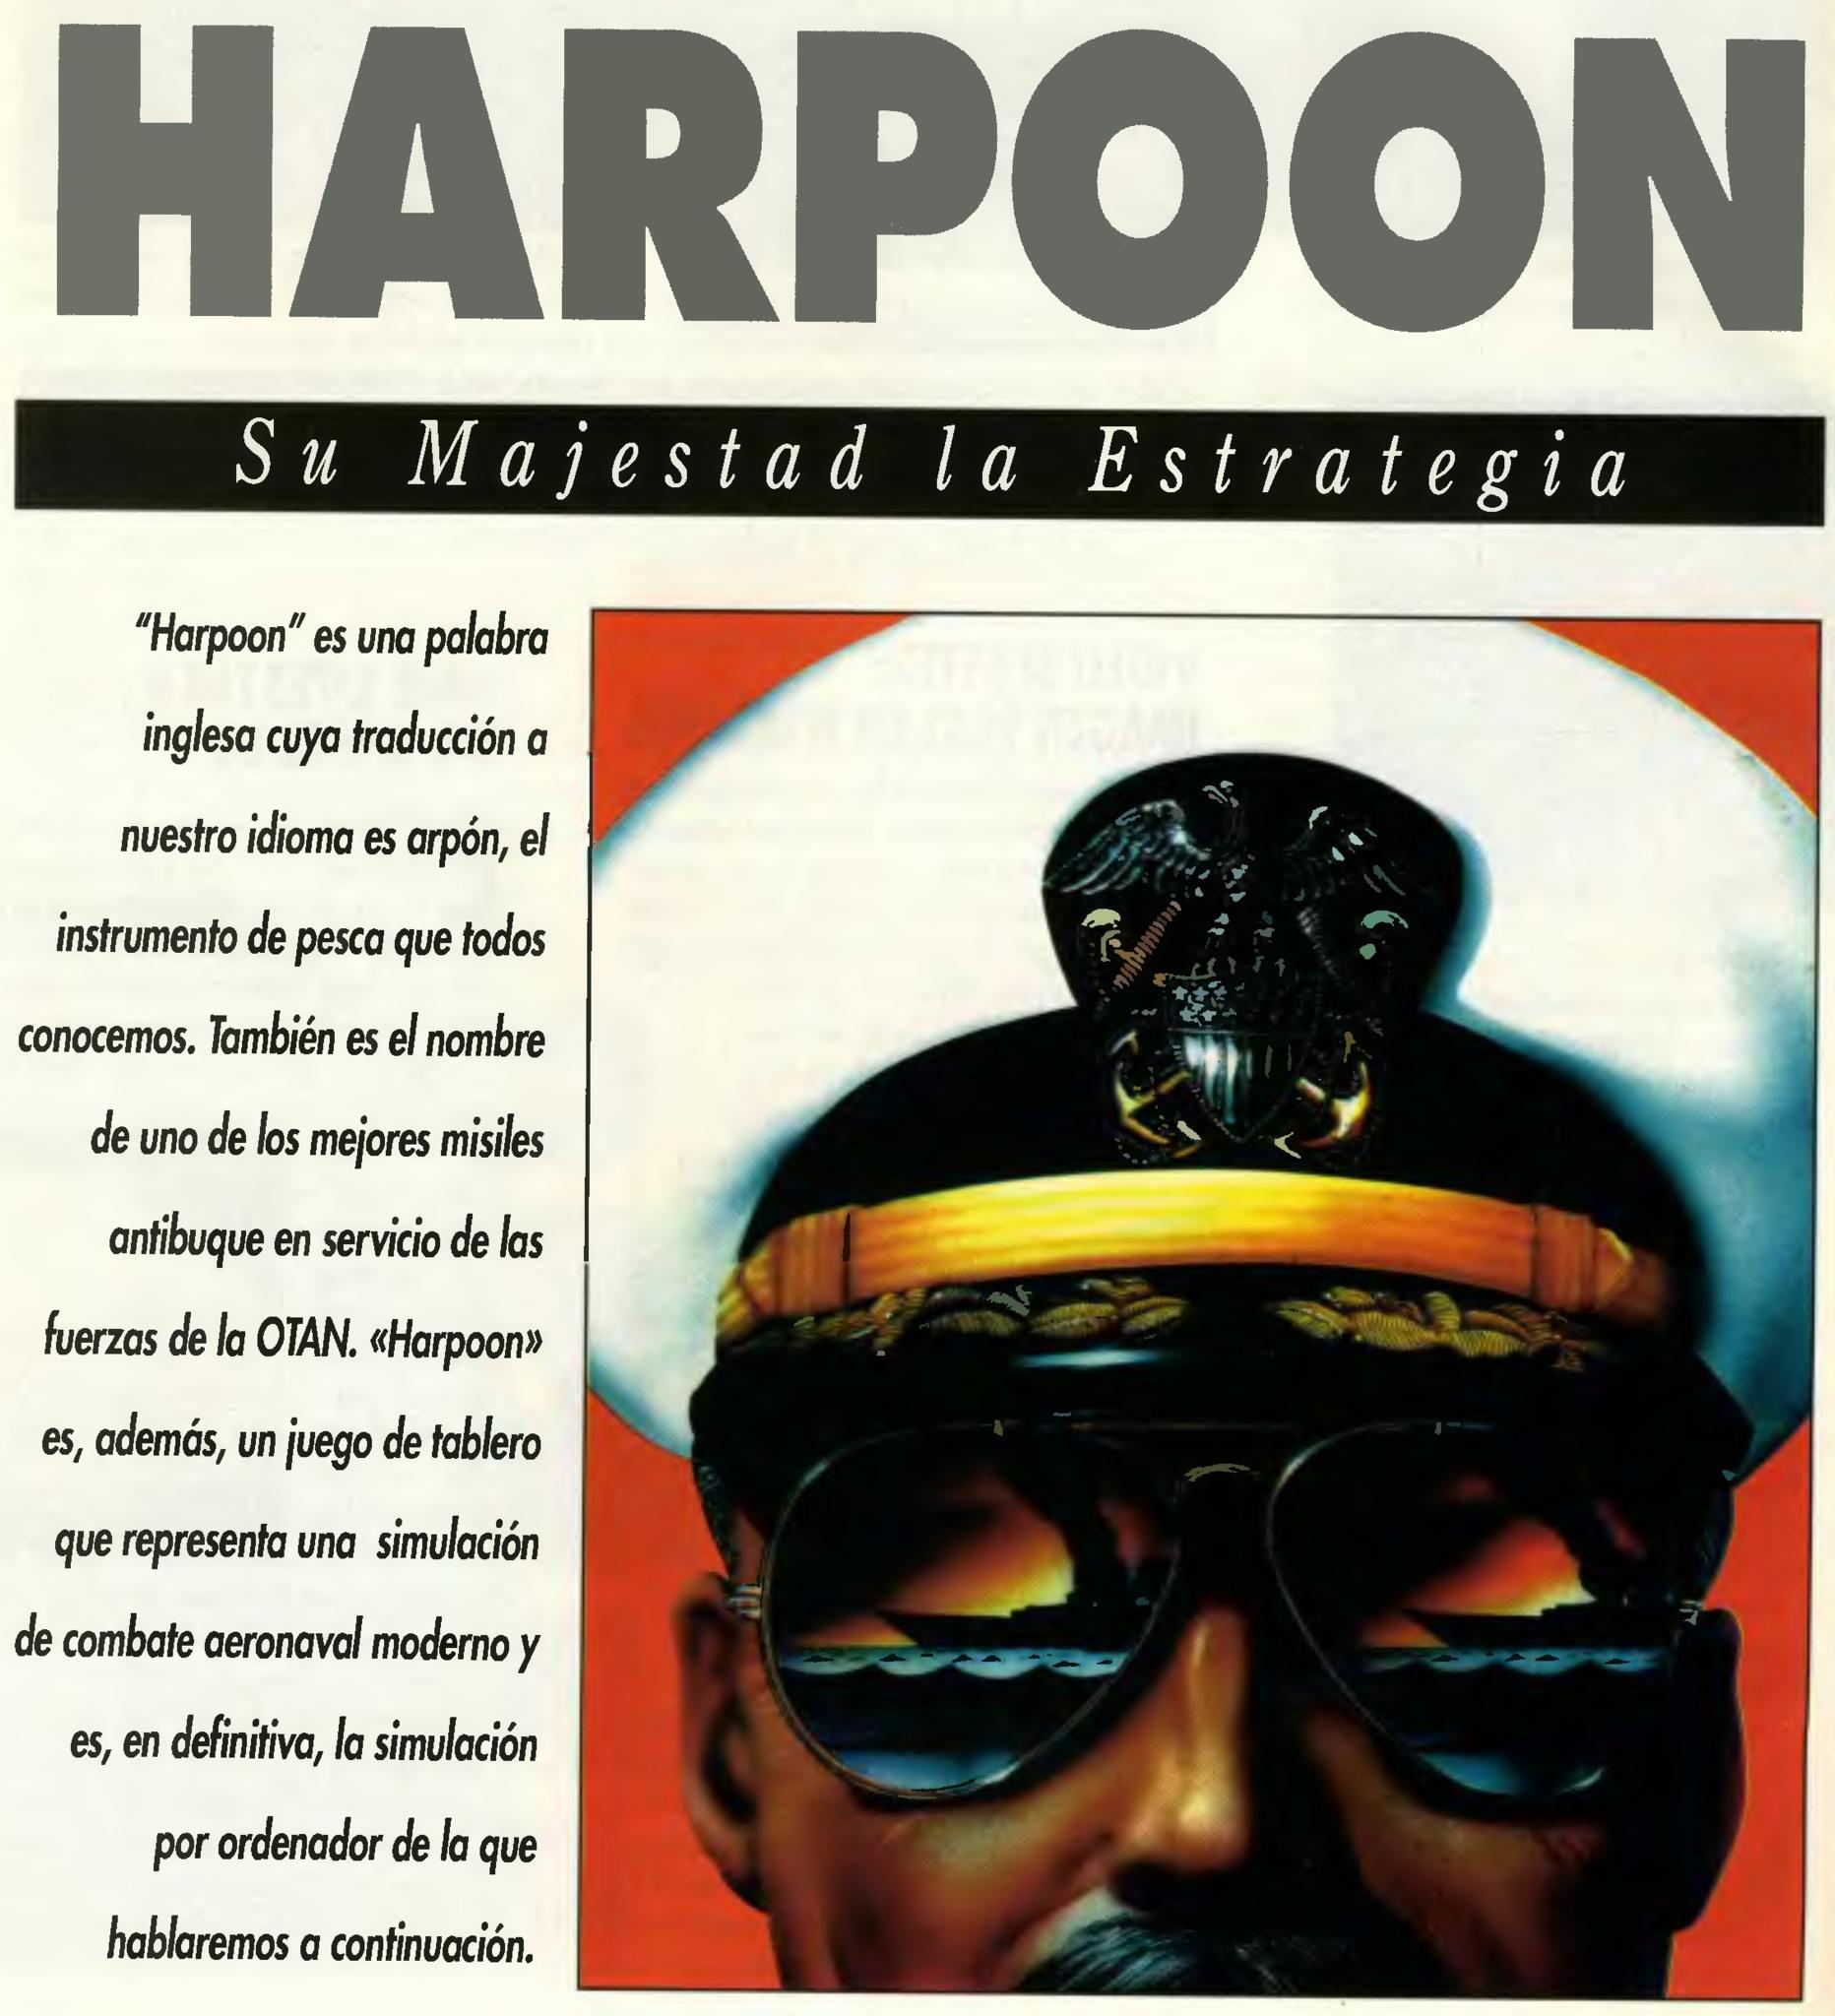 HARPOON
Su Majestad la Estrategia
“Harpoon” es una palabra
inglesa cuya traducción a
nuestro idioma es arpón, el
instrumento de pesca que todos
conocemos. También es el nombre
de uno de los mejores misiles
antibuque en servicio de las
fuerzas de la OTAN. «Harpoon»
es, además, un juego de tablero
que representa una simulación
de combate aeronaval moderno y
es, en definitiva, la simulación
por ordenador de la que
hablaremos a continuación.